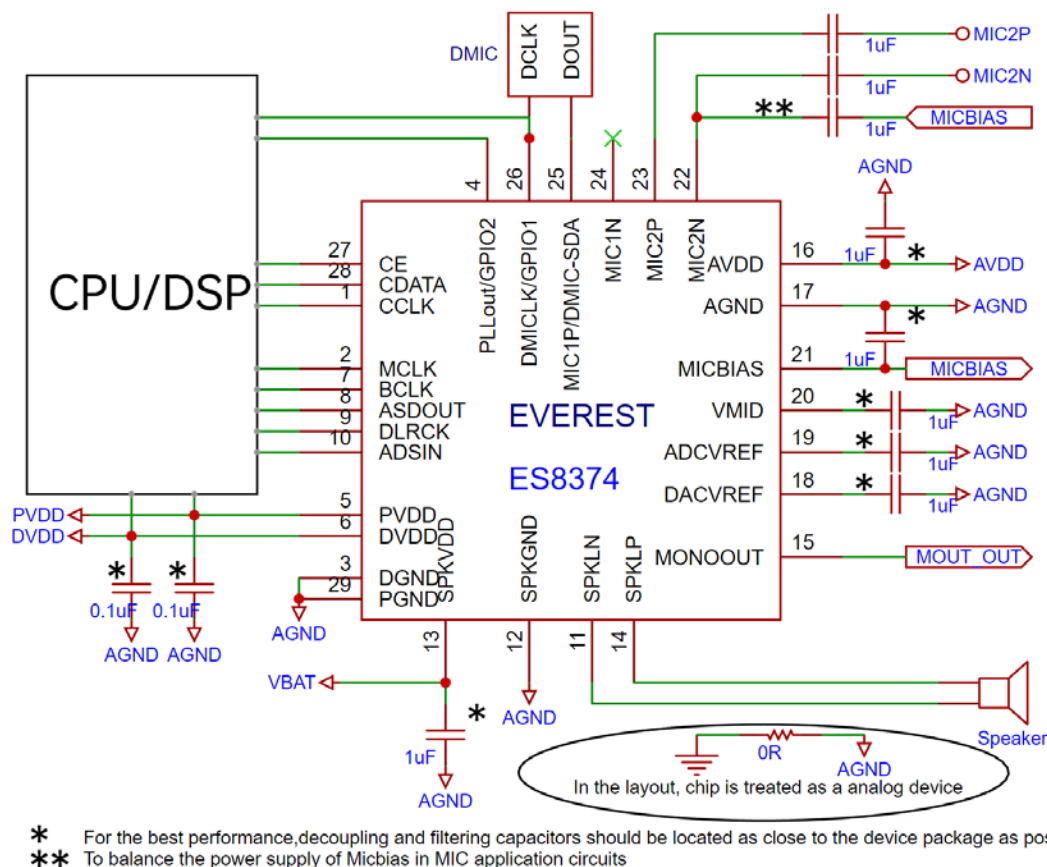 DMIC
DCLK
DOUT
1uF
MIC2P
1uF
MIC2N
**
1uF
MICBIAS
CPU/DSP
4
26
25
24
23
22
PLLout/GPIO2
DMICLK/GPIO1
MIC1P/DMIC-SDA
MIC1N
MIC2P
MIC2N
AGND
1uF
*
27
CE
28
CDATA
1
CCLK
2
MCLK
7
BCLK
8
ASDOUT
9
DLRCK
10
ADSIN
5
PVDD
6
DVDD
3
DGND
29
PGND
EVEREST
ES8374
AVDD
16
AVDD
AGND
17
AGND
*
1uF
MICBIAS
21
MICBIAS
VMID
20
*
1uF
AGND
ADCVREF
19
*
1uF
AGND
DACVREF
18
*
1uF
AGND
MONOOUT
15
MOUT_OUT
PVDD
DVDD
*
*
0.1uF
0.1uF
AGND
AGND
AGND
SPKVDD
SPKGND
SPKLN
SPKLP
13
12
11
14
VBAT
*
1uF
AGND
AGND
Speaker
0R
AGND
In the layout, chip is treated as a analog device
* For the best performance,decoupling and filtering capacitors should be located as close to the device package as pos
** To balance the power supply of Micbias in MIC application circuits